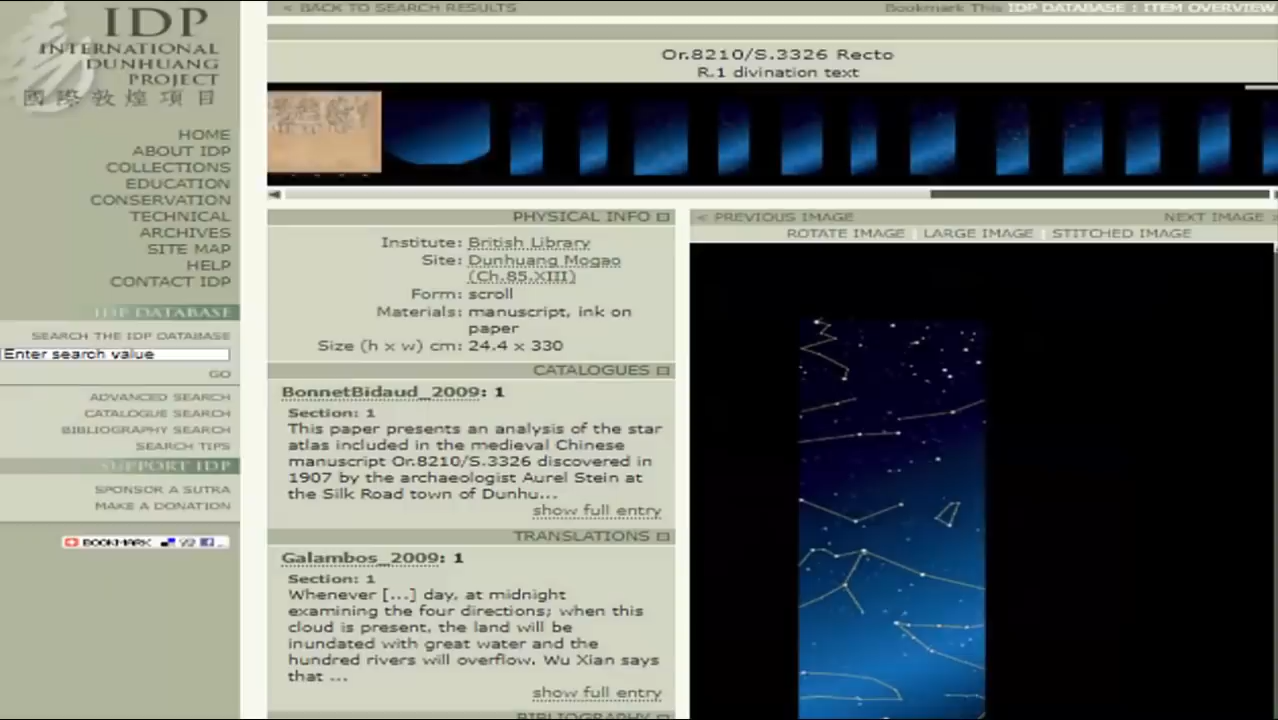 IDP
INTERNATIONAL
DUNHUANG
PROJECT
國際敦煌項目
HOME
ABOUT IDP
COLLECTIONS
EDUCATION
CONSERVATION
TECHNICAL
ARCHIVES
SITE MAP
HELP
CONTACT IDP
IDP DATABASE
SEARCH THE IDP DATABASE
Enter search value
GO
ADVANCED SEARCH
CATALOGUE SEARCH
BIBLIOGRAPHY SEARCH
SEARCH TIPS
SUPPORT IDP
SPONSOR A SUTRA
MAKE A DONATION
BOOKMARK
< BACK TO SEARCH RESULTS
Bookmark This IDP DATABASE : ITEM OVERVIEW
Or.8210/S.3326 Recto
R.1 divination text
PHYSICAL INFO
Institute: British Library
Site: Dunhuang Mogao
(Ch.85.XIII)
Form: scroll
Materials: manuscript, ink on
paper
Size (h x w) cm: 24.4 x 330
CATALOGUES
BonnetBidaud_2009: 1
Section: 1
This paper presents an analysis of the star
atlas included in the medieval Chinese
manuscript Or.8210/S.3326 discovered in
1907 by the archaeologist Aurel Stein at
the Silk Road town of Dunhu...
show full entry
TRANSLATIONS
Galambos_2009: 1
Section: 1
Whenever [...] day, at midnight
examining the four directions; when this
cloud is present, the land will be
inundated with great water and the
hundred rivers will overflow. Wu Xian says
that ...
show full entry
BIBLIOGRAPHY
< PREVIOUS IMAGE
NEXT IMAGE >
ROTATE IMAGE | LARGE IMAGE | STITCHED IMAGE